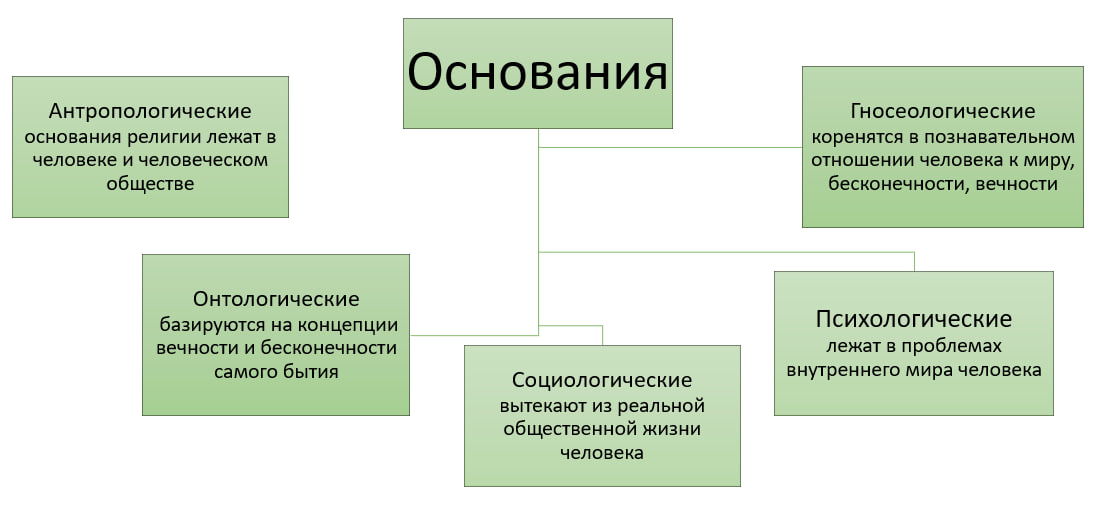 Основания
Антропологические
основания религии лежат в
человеке и человеческом
обществе
Гносеологические
коренятся в познавательном
отношении человека к миру,
бесконечности, вечности
Онтологические
базируются на концепции
вечности и бесконечности
самого бытия
Социологические
вытекают из реальной
общественной жизни
человека
Психологические
лежат в проблемах
внутреннего мира человека